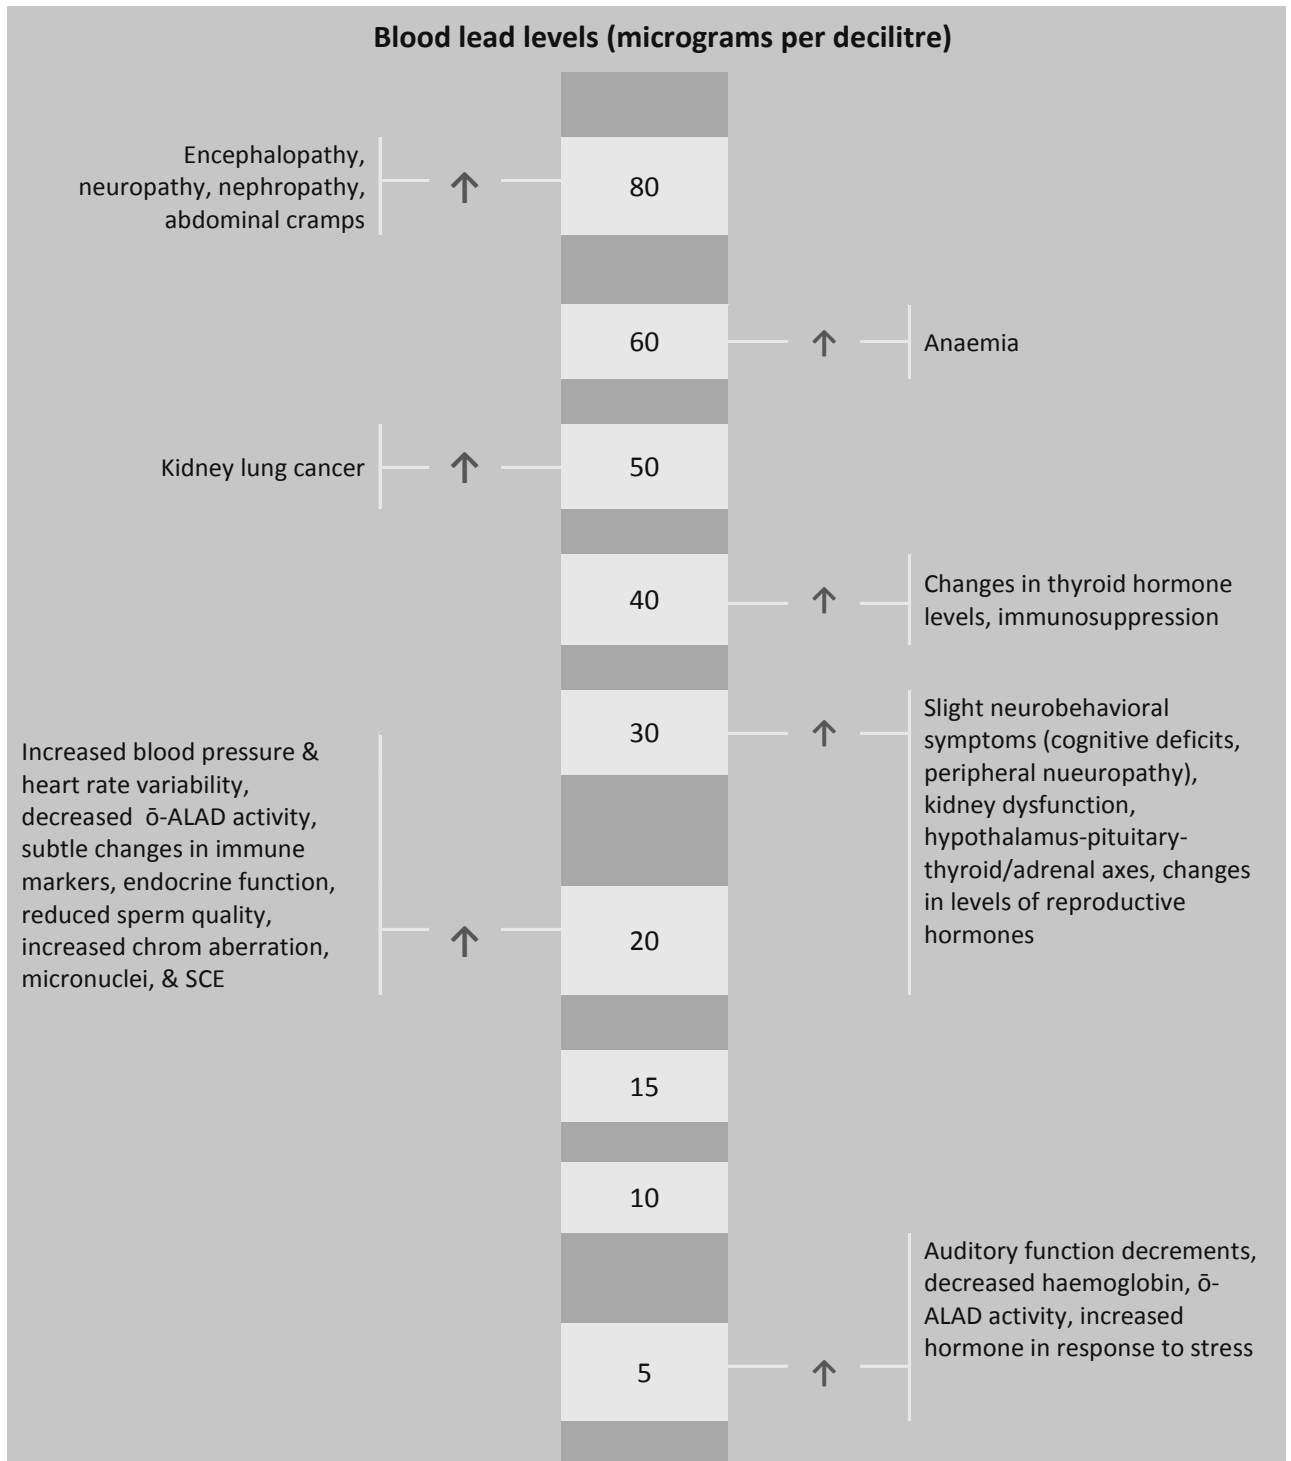 Blood lead levels (micrograms per decilitre)
Encephalopathy,
neuropathy, nephropathy,
abdominal cramps
80
60
Anaemia
Kidney lung cancer
50
40
Changes in thyroid hormone
levels, immunosuppression
30
Slight neurobehavioral
symptoms (cognitive deficits,
peripheral nueuropathy),
kidney dysfunction,
hypothalamus-pituitary-
thyroid/adrenal axes, changes
in levels of reproductive
hormones
Increased blood pressure &
heart rate variability,
decreased ō-ALAD activity,
subtle changes in immune
markers, endocrine function,
reduced sperm quality,
increased chrom aberration,
micronuclei, & SCE
20
15
10
Auditory function decrements,
decreased haemoglobin, ō-
ALAD activity, increased
hormone in response to stress
5